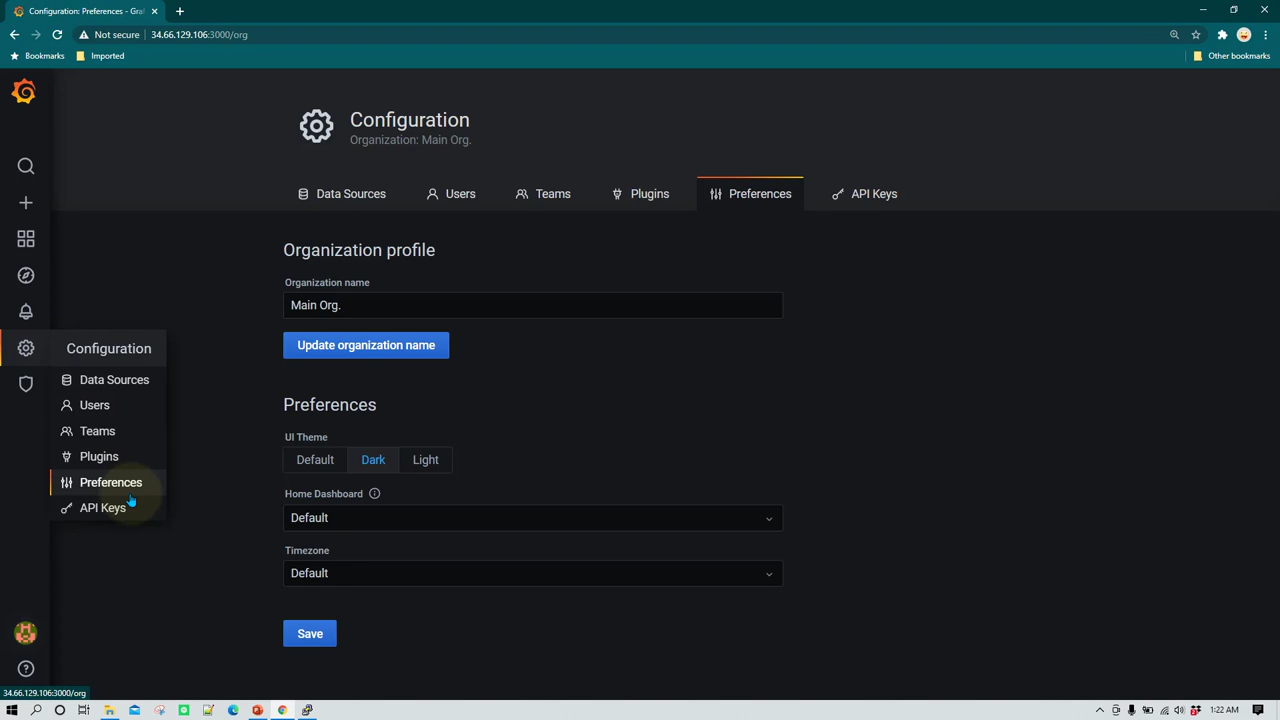 Configuration: Preferences - Gra
Not secure
34.66.129.106:3000/org
Bookmarks
Imported
Other bookmarks
Configuration
Organization: Main Org.
Data Sources
Users
Teams
Plugins
Preferences
API Keys
Organization profile
Organization name
Main Org.
Update organization name
Configuration
Data Sources
Users
Teams
Plugins
Preferences
API Keys
Preferences
UI Theme
Default
Dark
Light
Home Dashboard
Default
Timezone
Default
Save
34.66.129.106:3000/org
1:22 AM